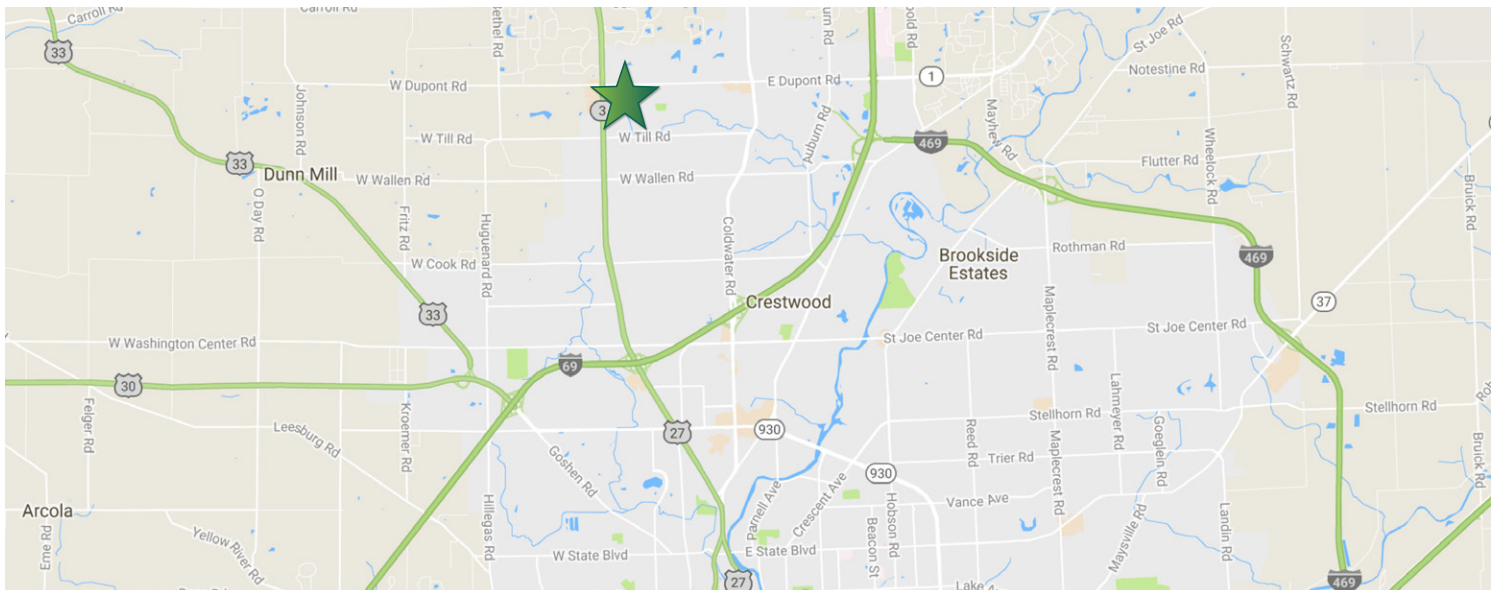 Carroll Rd
Carroll Rd
Bethel Rd
St Joe Rd
33
W Dupont Rd
E Dupont Rd
1
Notestine Rd
Schwartz Rd
Johnson Rd
3
W Till Rd
W Till Rd
Auburn Rd
469
Mayhew Rd
Wheelock Rd
Flutter Rd
33
Dunn Mill
W Wallen Rd
W Wallen Rd
Bruick Rd
O Day Rd
Fritz Rd
Huguenard Rd
Coldwater Rd
Rothman Rd
Brookside
Estates
469
W Cook Rd
Crestwood
Maplecrest Rd
37
33
W Washington Center Rd
St Joe Center Rd
St Joe Center Rd
69
30
Felger Rd
Koemer Rd
Leesburg Rd
27
930
Stellhorn Rd
Lahmeyer Rd
Goeglein Rd
Stellhorn Rd
Bruick Rd
Goshen Rd
930
Reed Rd
Trier Rd
Maplecrest Rd
Arcola
Hillegas Rd
Parnell Ave
Crescent Ave
Hobson Rd
Vance Ave
Landin Rd
Eme Rd
Yellow River Rd
W State Blvd
E State Blvd
Beacon St
Maysville Rd
27
469